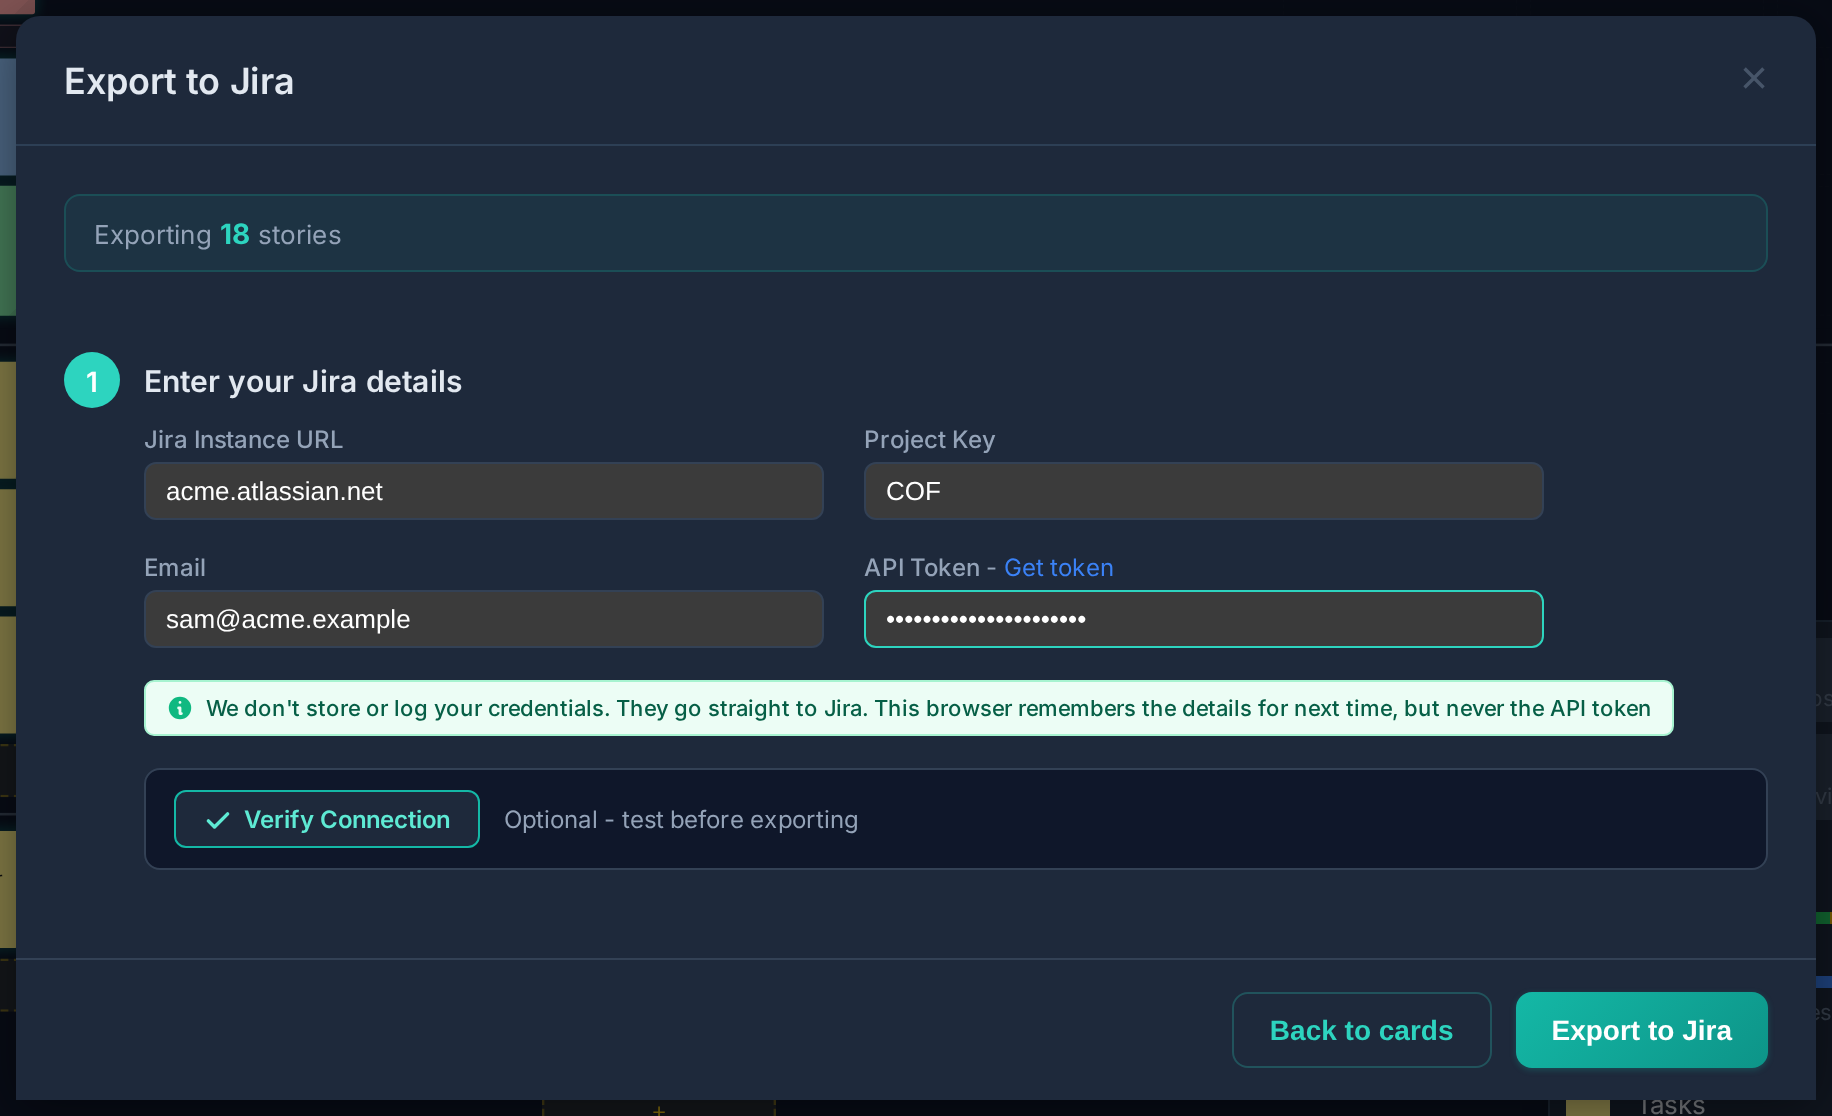 Export to Jira
Exporting 18 stories
1
Enter your Jira details
Jira Instance URL
Project Key
acme.atlassian.net
COF
Email
API Token - Get token
sam@acme.example
•••••••••••••••••••••
We don't store or log your credentials. They go straight to Jira. This browser remembers the details for next time, but never the API token
Verify Connection
Optional - test before exporting
Back to cards
Export to Jira
+
Tasks